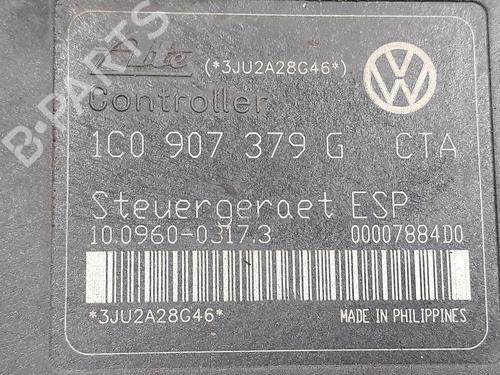 Ate (*3JU2A28G46*)
Controller
1C0 907 379 G CTA
Steuergeraet ESP
10.0960-0317.3 00007884D0
*3JU2A28G46* MADE IN PHILIPPINES
B-PARTS